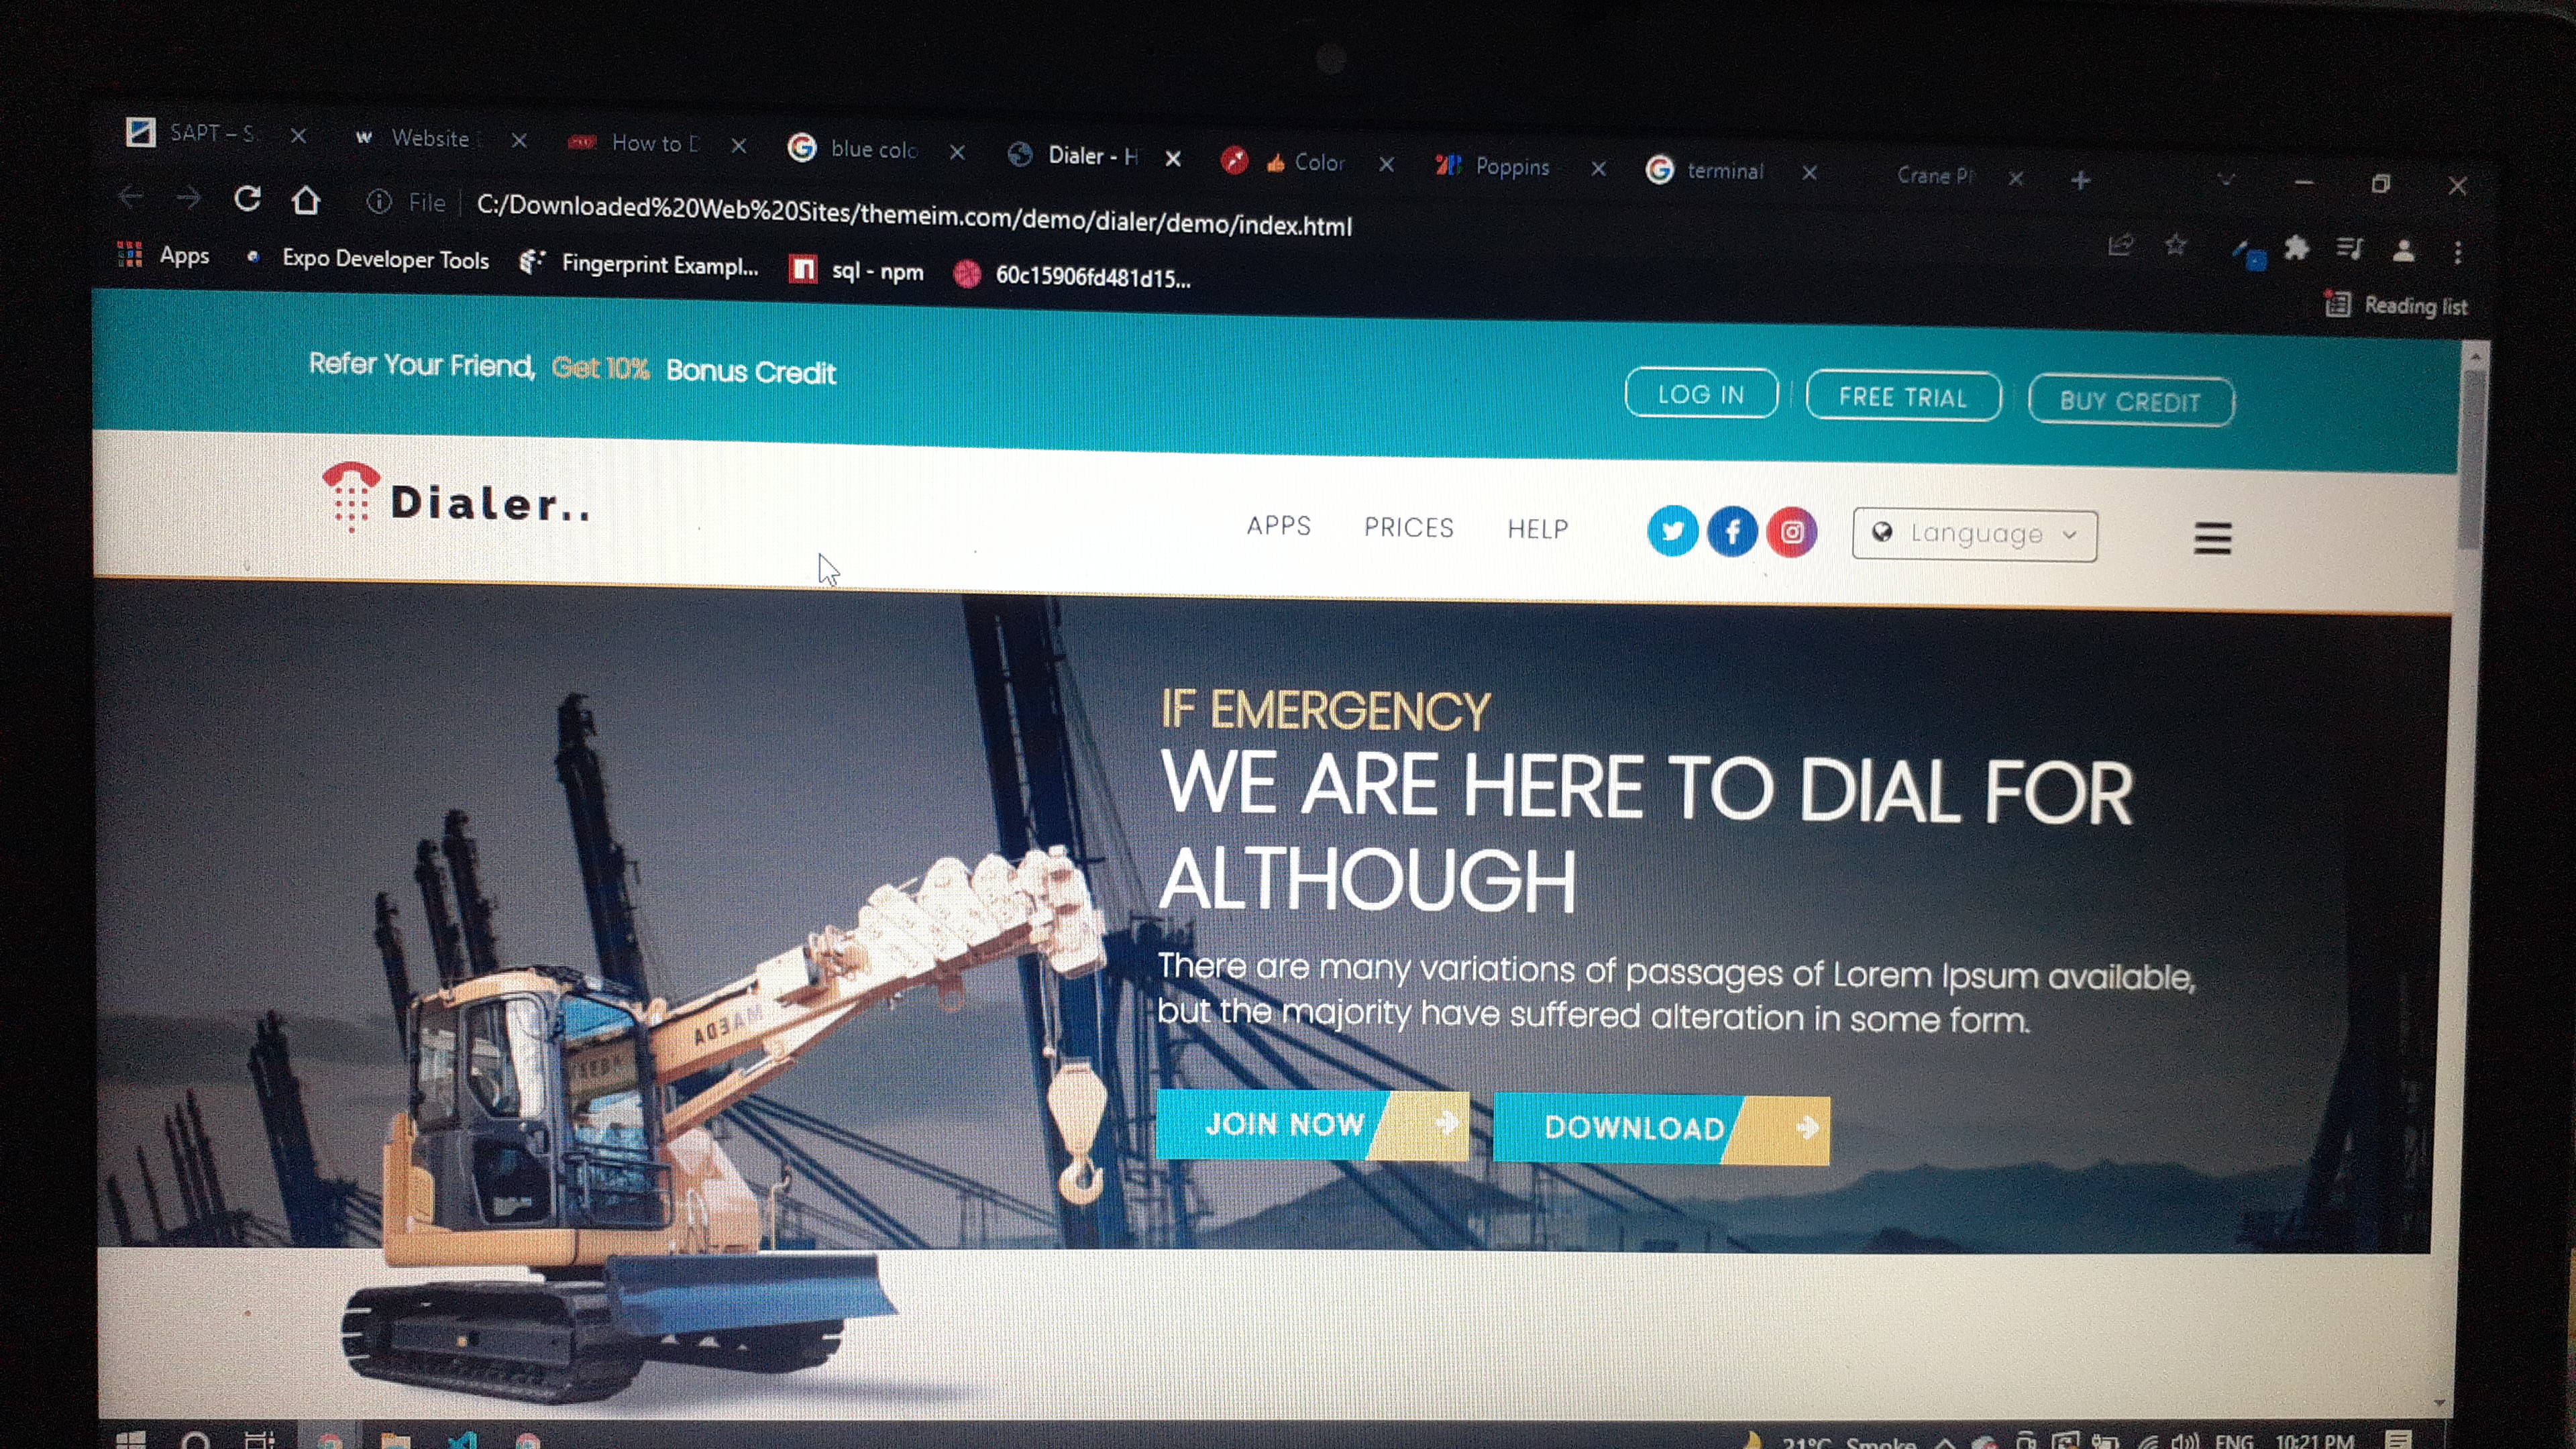 SAPT – S
Website
How to D
blue colo
Dialer - H
Color
Poppins
terminal
Crane Pl
File
C:/Downloaded%20Web%20Sites/themeim.com/demo/dialer/demo/index.html
Apps
Expo Developer Tools
Fingerprint Exampl...
sql - npm
60c15906fd481d15...
Reading list
Refer Your Friend, Get 10% Bonus Credit
LOG IN
FREE TRIAL
BUY CREDIT
Dialer..
APPS
PRICES
HELP
Language
IF EMERGENCY
WE ARE HERE TO DIAL FOR
ALTHOUGH
There are many variations of passages of Lorem Ipsum available,
but the majority have suffered alteration in some form.
JOIN NOW
DOWNLOAD
MAEDA
21°C Smoke
ENG
10:21 PM